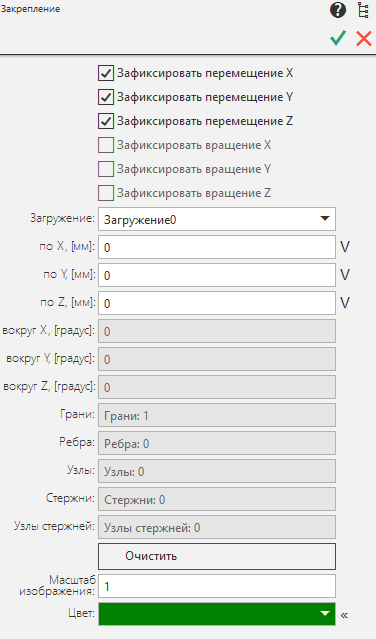 Закрепление
Зафиксировать перемещение X
Зафиксировать перемещение Y
Зафиксировать перемещение Z
Зафиксировать вращение X
Зафиксировать вращение Y
Зафиксировать вращение Z
Загружение: Загружение0
по X, [мм]: 0 V
по Y, [мм]: 0 V
по Z, [мм]: 0 V
вокруг X, [градус]: 0
вокруг Y, [градус]: 0
вокруг Z, [градус]: 0
Грани: Грани: 1
Ребра: Ребра: 0
Узлы: Узлы: 0
Стержни: Стержни: 0
Узлы стержней: Узлы стержней: 0
Очистить
Масштаб
изображения: 1
Цвет: «